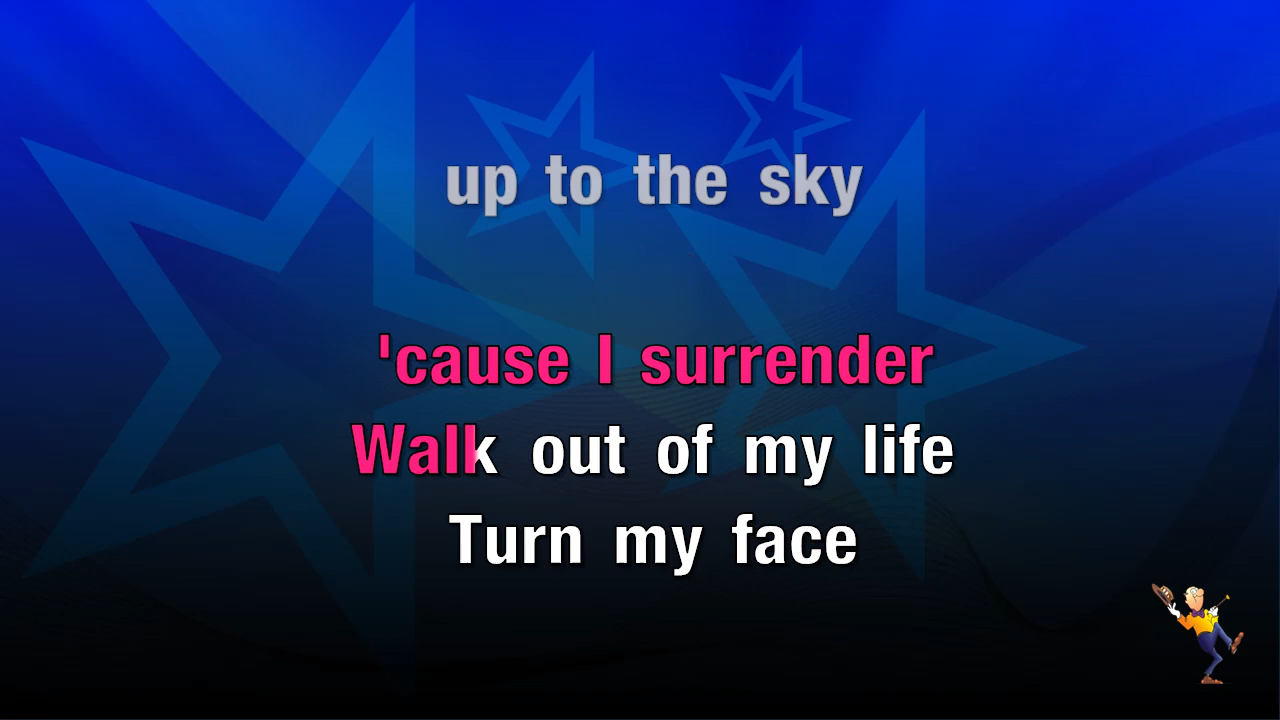 up to the sky
'cause I surrender
Walk out of my life
Turn my face